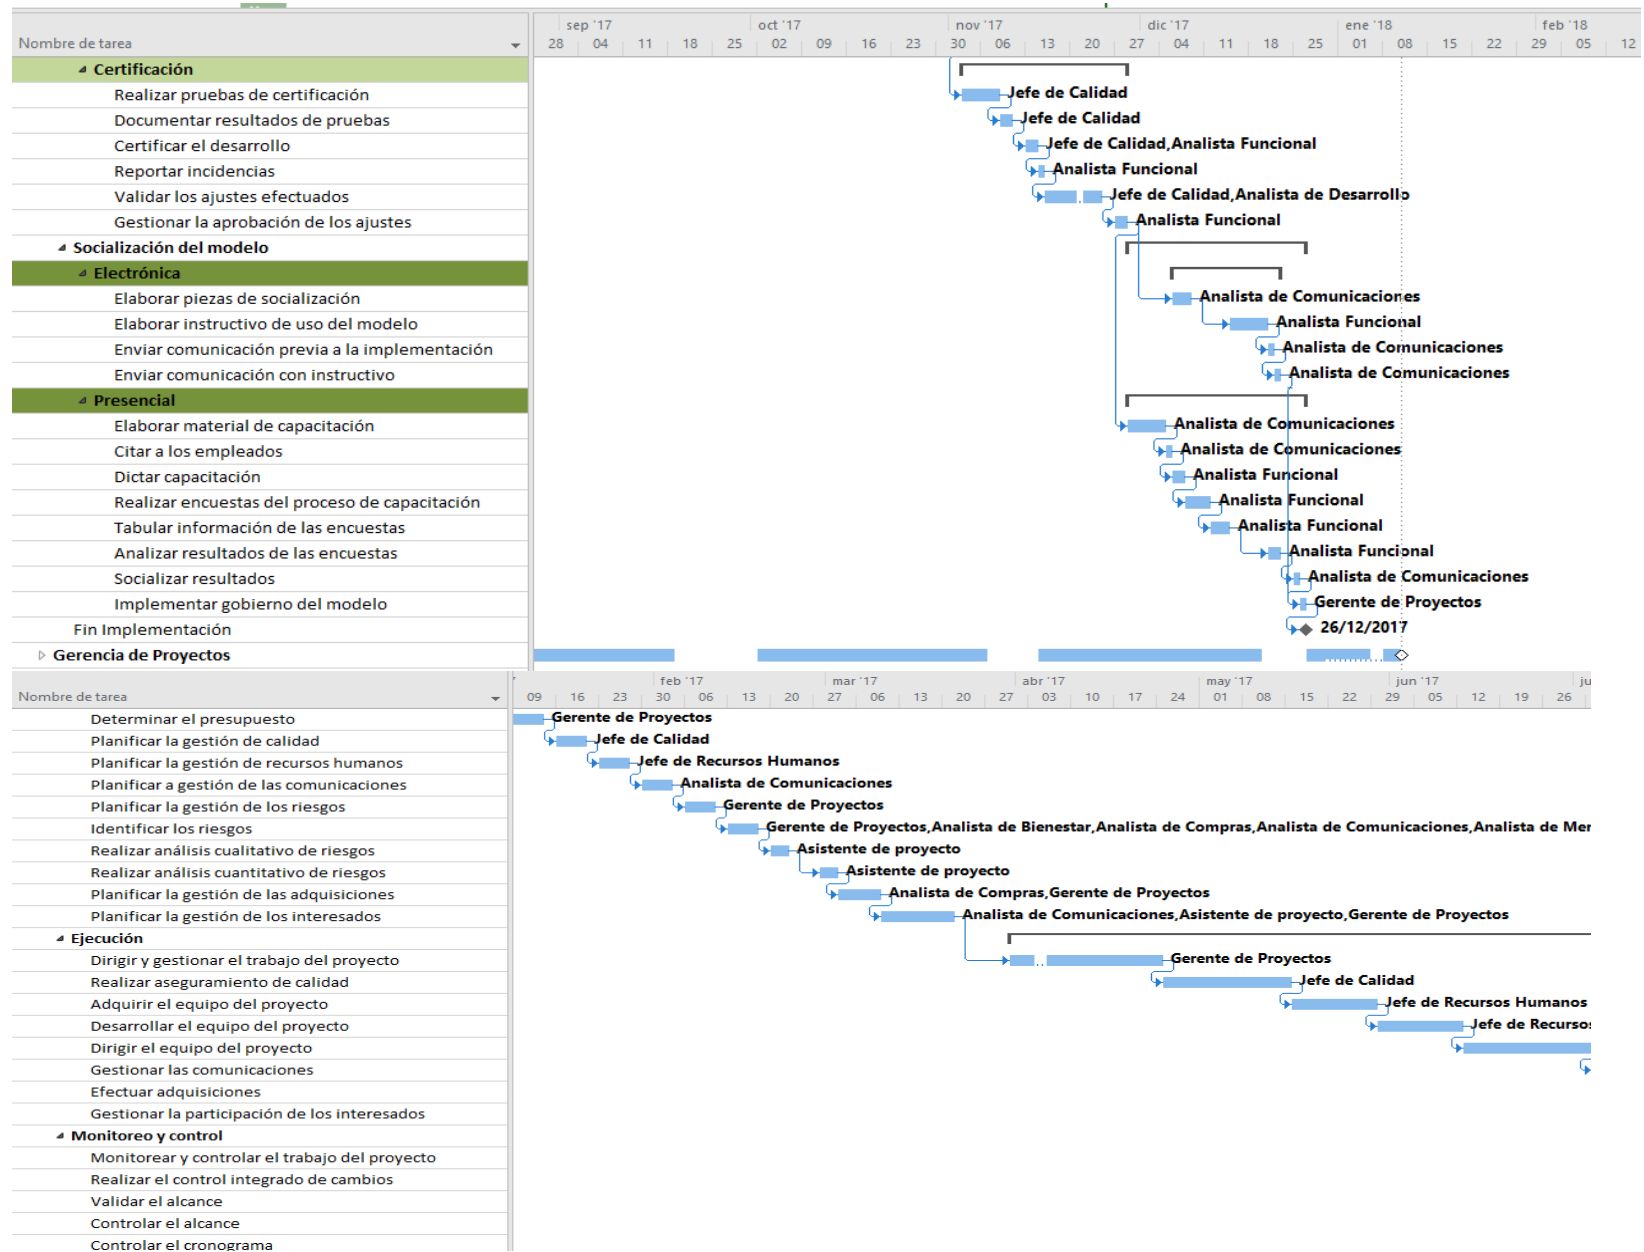 sep '17 oct '17 nov '17 dic '17 ene '18 feb '18
Nombre de tarea 28 04 11 18 25 02 09 16 23 30 06 13 20 27 04 11 18 25 01 08 15 22 29 05 12
Certificación
Realizar pruebas de certificación Jefe de Calidad
Documentar resultados de pruebas Jefe de Calidad
Certificar el desarrollo Jefe de Calidad,Analista Funcional
Reportar incidencias Analista Funcional
Validar los ajustes efectuados Jefe de Calidad,Analista de Desarrollo
Gestionar la aprobación de los ajustes Analista Funcional
Socialización del modelo
Electrónica
Elaborar piezas de socialización Analista de Comunicaciones
Elaborar instructivo de uso del modelo Analista Funcional
Enviar comunicación previa a la implementación Analista de Comunicaciones
Enviar comunicación con instructivo Analista de Comunicaciones
Presencial
Elaborar material de capacitación Analista de Comunicaciones
Citar a los empleados Analista de Comunicaciones
Dictar capacitación Analista Funcional
Realizar encuestas del proceso de capacitación Analista Funcional
Tabular información de las encuestas Analista Funcional
Analizar resultados de las encuestas Analista Funcional
Socializar resultados Analista de Comunicaciones
Implementar gobierno del modelo Gerente de Proyectos
Fin Implementación 26/12/2017
Gerencia de Proyectos
feb '17 mar '17 abr '17 may '17 jun '17 ju
Nombre de tarea 09 16 23 30 06 13 20 27 06 13 20 27 03 10 17 24 01 08 15 22 29 05 12 19 26
Determinar el presupuesto Gerente de Proyectos
Planificar la gestión de calidad Jefe de Calidad
Planificar la gestión de recursos humanos Jefe de Recursos Humanos
Planificar a gestión de las comunicaciones Analista de Comunicaciones
Planificar la gestión de los riesgos Gerente de Proyectos
Identificar los riesgos Gerente de Proyectos,Analista de Bienestar,Analista de Compras,Analista de Comunicaciones,Analista de Mer
Realizar análisis cualitativo de riesgos Asistente de proyecto
Realizar análisis cuantitativo de riesgos Asistente de proyecto
Planificar la gestión de las adquisiciones Analista de Compras,Gerente de Proyectos
Planificar la gestión de los interesados Analista de Comunicaciones,Asistente de proyecto,Gerente de Proyectos
Ejecución
Dirigir y gestionar el trabajo del proyecto Gerente de Proyectos
Realizar aseguramiento de calidad Jefe de Calidad
Adquirir el equipo del proyecto Jefe de Recursos Humanos
Desarrollar el equipo del proyecto Jefe de Recurso
Dirigir el equipo del proyecto
Gestionar las comunicaciones
Efectuar adquisiciones
Gestionar la participación de los interesados
Monitoreo y control
Monitorear y controlar el trabajo del proyecto
Realizar el control integrado de cambios
Validar el alcance
Controlar el alcance
Controlar el cronograma